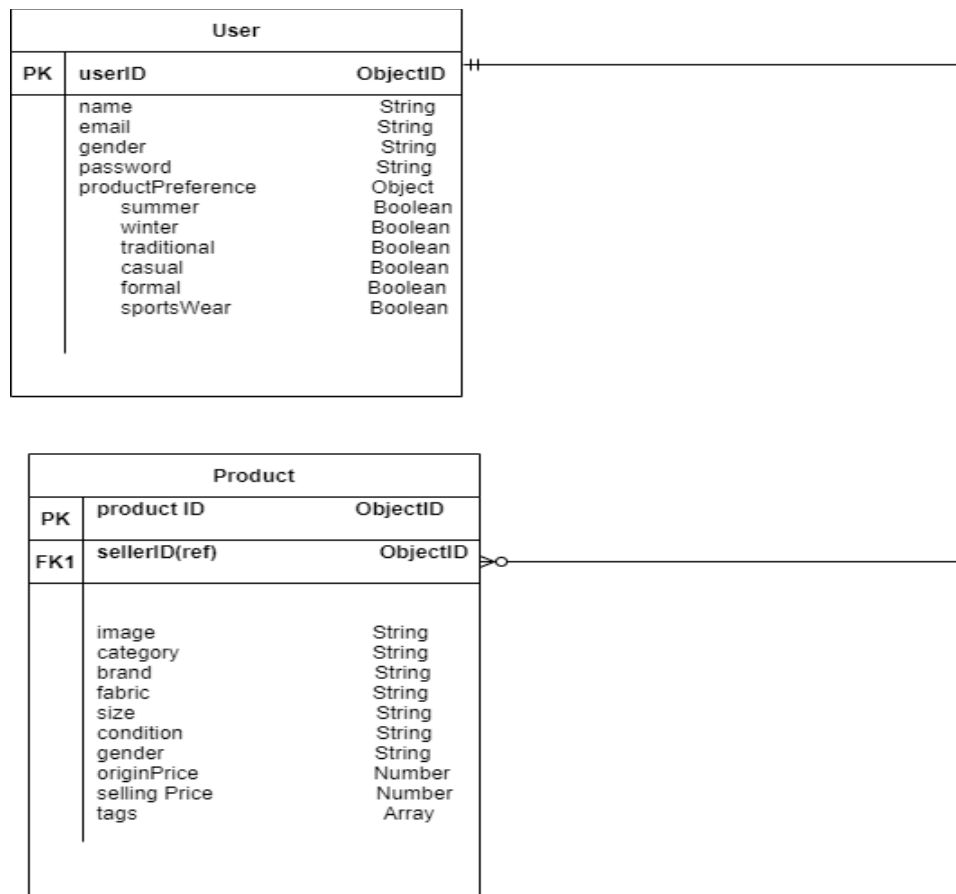 User
PK userID ObjectID
name String
email String
gender String
password String
productPreference Object
summer Boolean
winter Boolean
traditional Boolean
casual Boolean
formal Boolean
sportsWear Boolean
Product
PK product ID ObjectID
FK1 sellerID(ref) ObjectID
image String
category String
brand String
fabric String
size String
condition String
gender String
originPrice Number
selling Price Number
tags Array